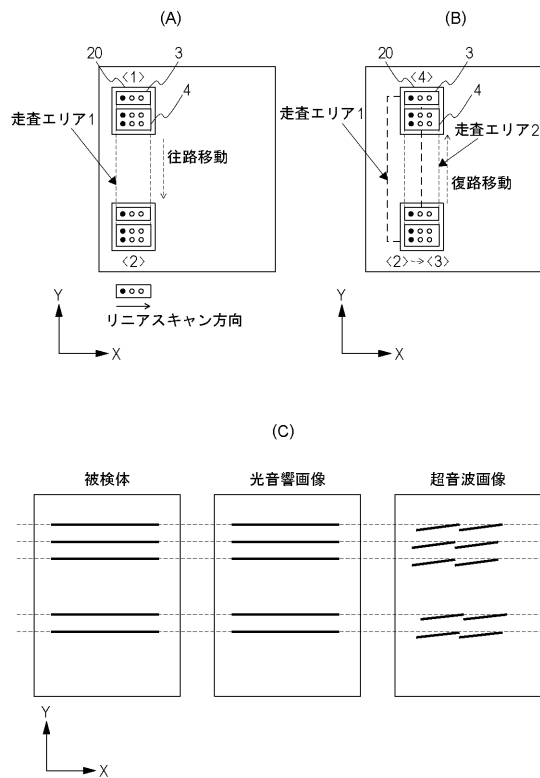 (A)
20 <1> 3
4
走査エリア1
往路移動
<2>
Y
リニアスキャン方向
X
(B)
20 <4> 3
4
走査エリア1
走査エリア2
復路移動
<2>→<3>
Y
X
(C)
被検体
光音響画像
超音波画像
Y
X